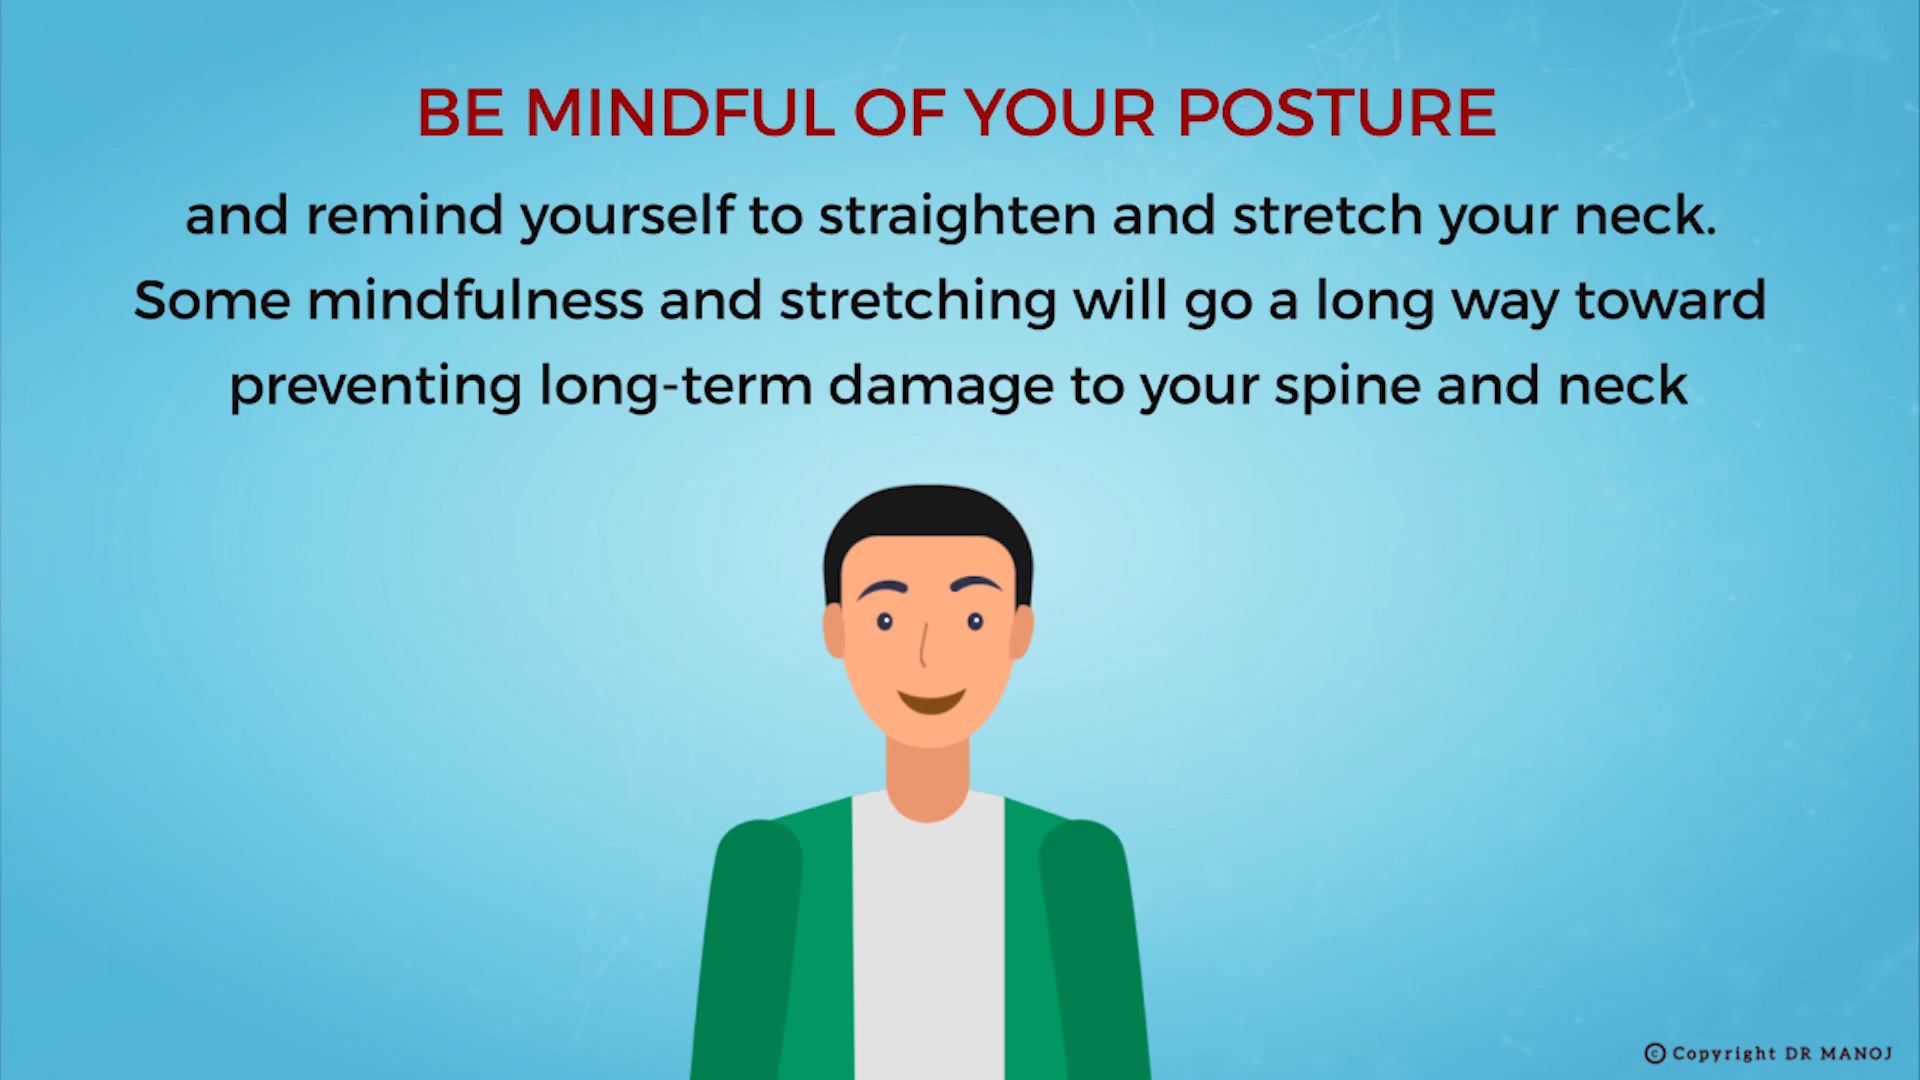 BE MINDFUL OF YOUR POSTURE
and remind yourself to straighten and stretch your neck.
Some mindfulness and stretching will go a long way toward
preventing long-term damage to your spine and neck
© Copyright DR MANOJ